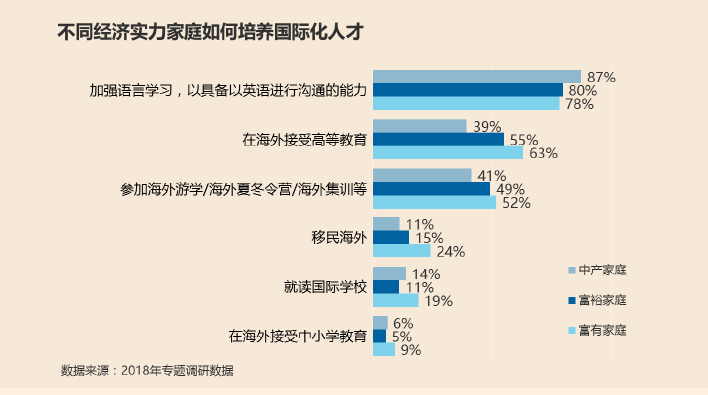 不同经济实力家庭如何培养国际化人才
加强语言学习，以具备以英语进行沟通的能力
87%
80%
78%
在海外接受高等教育
39%
55%
63%
参加海外游学/海外夏冬令营/海外集训等
41%
49%
52%
移民海外
11%
15%
24%
就读国际学校
14%
11%
19%
在海外接受中小学教育
6%
5%
9%
中产家庭
富裕家庭
富有家庭
数据来源：2018年专题调研数据